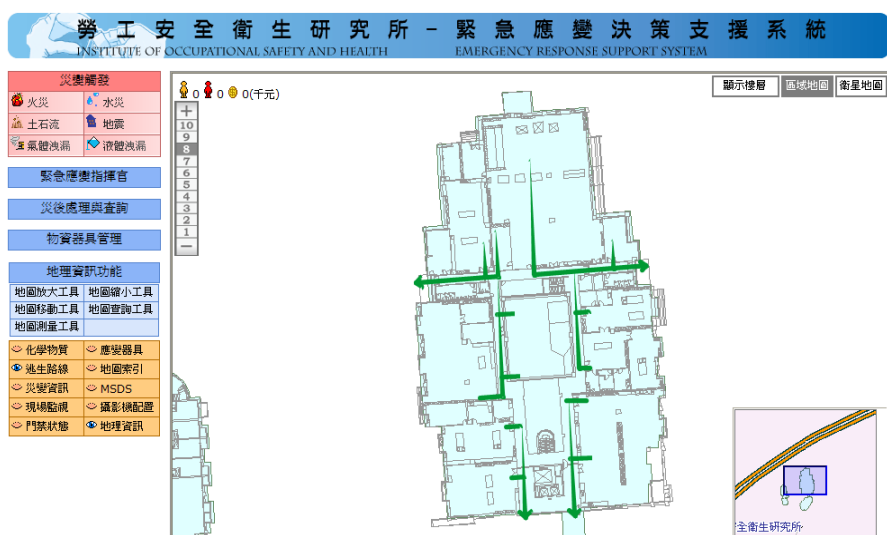 勞工安全衛生研究所－緊急應變決策支援系統
INSTITUTE OF OCCUPATIONAL SAFETY AND HEALTH EMERGENCY RESPONSE SUPPORT SYSTEM
災變觸發
火災 水災
土石流 地震
氣體洩漏 液體洩漏
緊急應變指揮官
災後處理與查詢
物資器具管理
地理資訊功能
地圖放大工具 地圖縮小工具
地圖移動工具 地圖查詢工具
地圖測量工具
化學物質 應變器具
逃生路線 地圖索引
災變資訊 MSDS
現場監視 攝影機配置
門禁狀態 地理資訊
0 0 0(千元)
顯示樓層 區域地圖 衛星地圖
＋
10
9
8
7
6
5
4
3
2
1
－
全衛生研究所